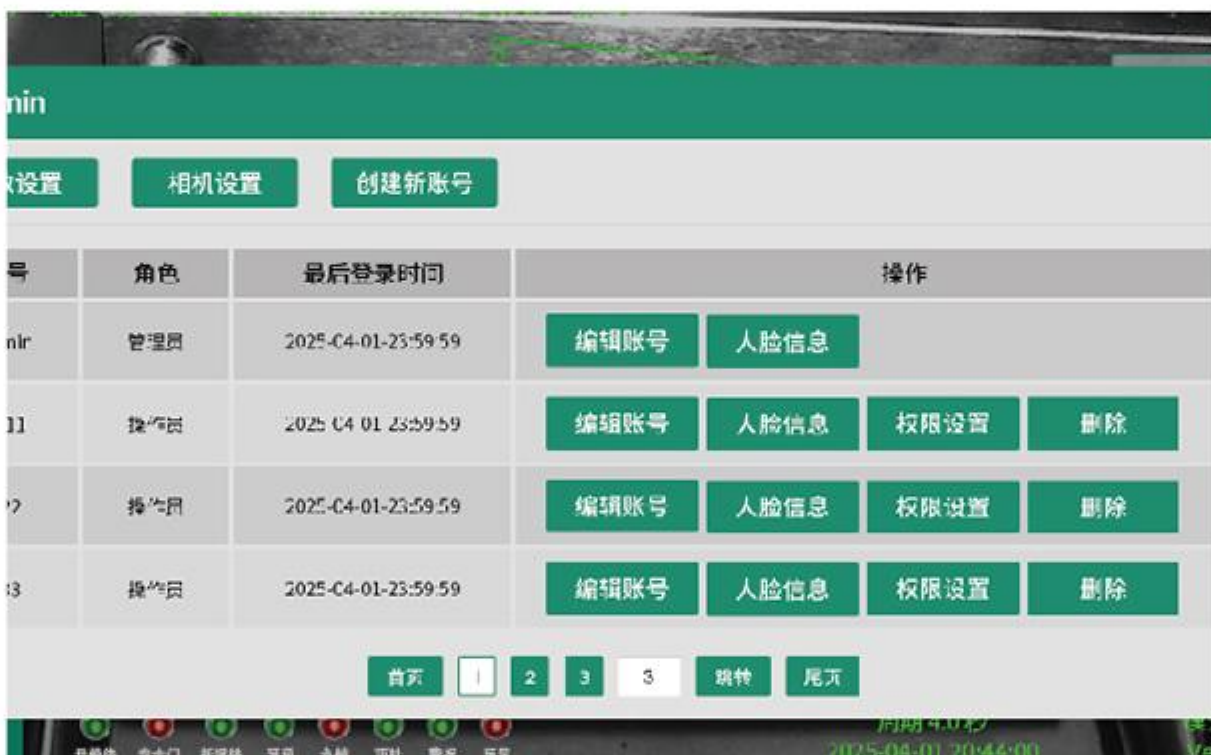 min
设置 相机设置 创建新账号
号 角色 最后登录时间 操作
min 管理员 2025-04-01-23:59:59 编辑账号 人脸信息
11 操作员 2025-04-01-23:59:59 编辑账号 人脸信息 权限设置 删除
22 操作员 2025-04-01-23:59:59 编辑账号 人脸信息 权限设置 删除
33 操作员 2025-04-01-23:59:59 编辑账号 人脸信息 权限设置 删除
首页 1 2 3 3 跳转 尾页
周期 4.0秒
2025-04-01 20:44:00